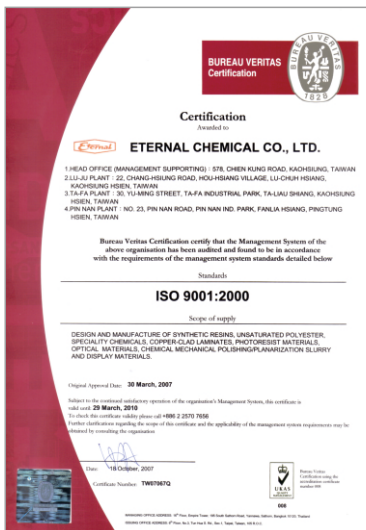 BUREAU VERITAS
Certification
BUREAU VERITAS
1828
Certification
Awarded to
Eternal
ETERNAL CHEMICAL CO., LTD.
1.HEAD OFFICE (MANAGEMENT SUPPORTING) : 578, CHIEN KUNG ROAD, KAOHSIUNG, TAIWAN
2.LU-JU PLANT : 22, CHANG-HSIUNG ROAD, HOU-HSIANG VILLAGE, LU-CHUH HSIANG,
KAOHSIUNG HSIEN, TAIWAN
3.TA-FA PLANT : 30, YU-MING STREET, TA-FA INDUSTRIAL PARK, TA-LIAU SHIANG, KAOHSIUNG
HSIEN, TAIWAN
4.PIN NAN PLANT : NO. 23, PIN NAN ROAD, PIN NAN IND. PARK, FANLIA HSIANG, PINGTUNG
HSIEN, TAIWAN
Bureau Veritas Certification certify that the Management System of the
above organisation has been audited and found to be in accordance
with the requirements of the management system standards detailed below
Standards
ISO 9001:2000
Scope of supply
DESIGN AND MANUFACTURE OF SYNTHETIC RESINS, UNSATURATED POLYESTER,
SPECIALITY CHEMICALS, COPPER-CLAD LAMINATES, PHOTORESIST MATERIALS,
OPTICAL MATERIALS, CHEMICAL MECHANICAL POLISHING/PLANARIZATION SLURRY
AND DISPLAY MATERIALS.
Original Approval Date: 30 March, 2007
Subject to the continued satisfactory operation of the organisation's Management System, this certificate is
valid until: 29 March, 2010
To check this certificate validity please call +886 2 2570 7656
Further clarifications regarding the scope of this certificate and the applicability of the management system requirements may be
obtained by consulting the organisation
Date: 18 October, 2007
Certificate Number: TW07067Q
Bureau Veritas
Certification using the
accreditation certificate
number 008
UKAS
008